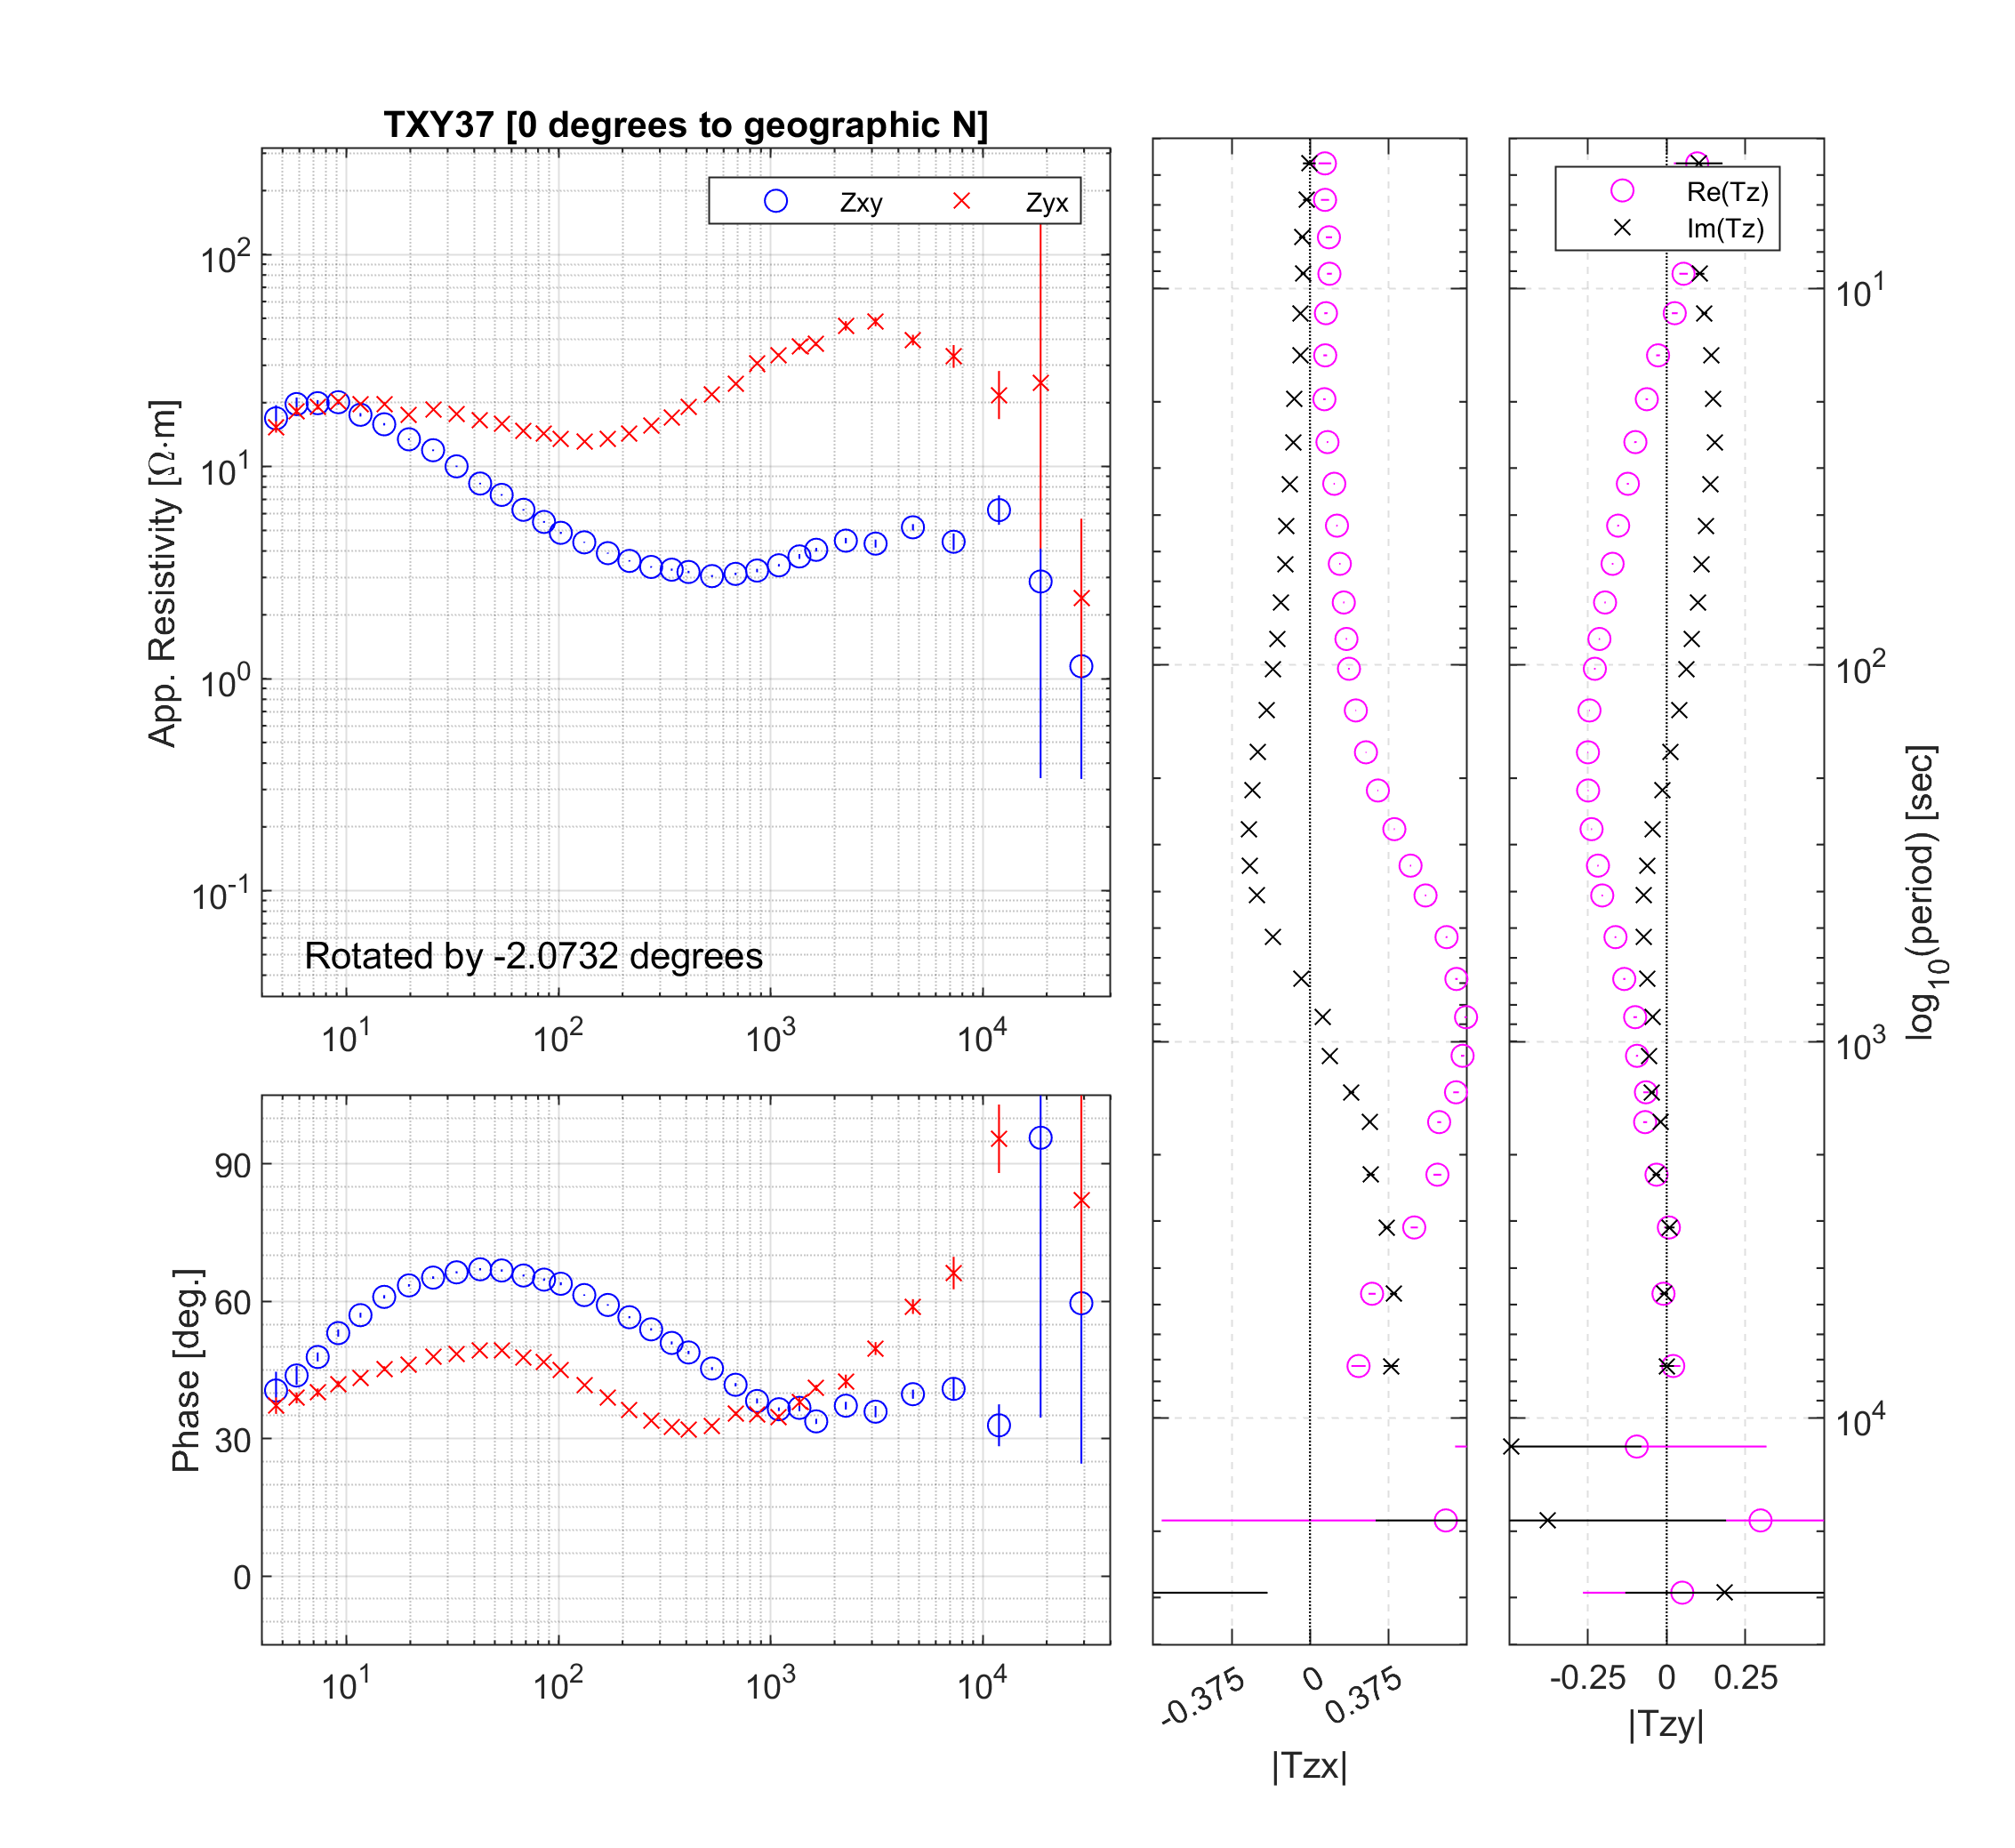 TXY37 [0 degrees to geographic N]
Zxy Zyx
App. Resistivity [Ω·m]
10^2
10^1
10^0
10^-1
Rotated by -2.0732 degrees
10^1 10^2 10^3 10^4
Phase [deg.]
90
60
30
0
10^1 10^2 10^3 10^4
-0.375 0 0.375
|Tzx|
Re(Tz)
Im(Tz)
10^1
10^2
10^3
10^4
log_10(period) [sec]
-0.25 0 0.25
|Tzy|